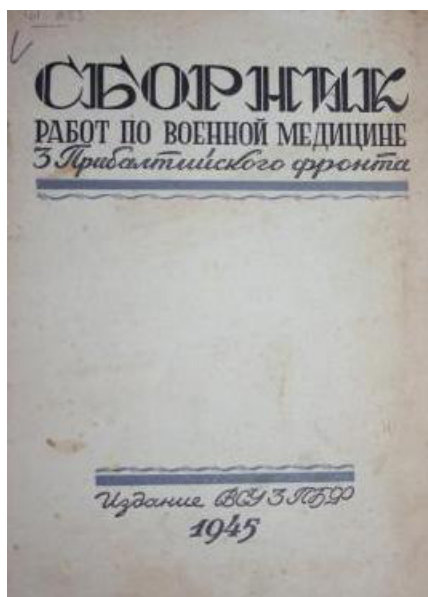 СБОРНИК
РАБОТ ПО ВОЕННОЙ МЕДИЦИНЕ
3 Прибалтийского фронта
Издание ВСУ 3 ПБФ
1945